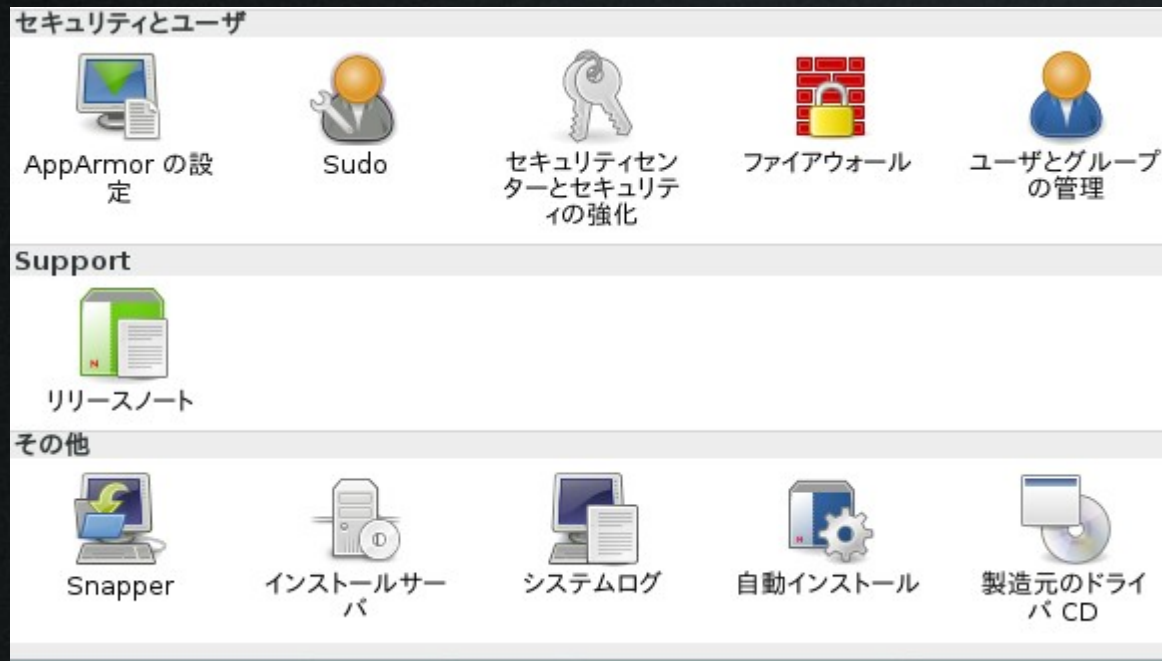 セキュリティとユーザ
AppArmor の設
定
Sudo
セキュリティセン
ターとセキュリテ
ィの強化
ファイアウォール
ユーザとグループ
の管理
Support
N
リリースノート
その他
Snapper
インストールサー
バ
システムログ
N
自動インストール
製造元のドライ
バ CD